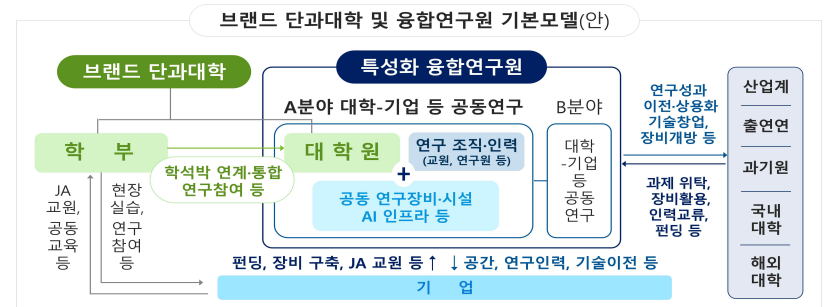 브랜드 단과대학 및 융합연구원 기본모델(안)
브랜드 단과대학
특성화 융합연구원
A분야 대학-기업 등 공동연구
B분야
학 부
대 학 원
연구 조직·인력
(교원, 연구원 등)
+
공동 연구장비·시설
AI 인프라 등
학석박 연계·통합
연구참여 등
대학
-기업
등
공동
연구
JA
교원,
공동
교육
등
현장
실습,
연구
참여
등
연구성과
이전·상용화
기술창업,
장비개방 등
과제 위탁,
장비활용,
인력교류,
펀딩 등
산업계
출연연
과기원
국내
대학
해외
대학
펀딩, 장비 구축, JA 교원 등↑ ↓공간, 연구인력, 기술이전 등
기 업